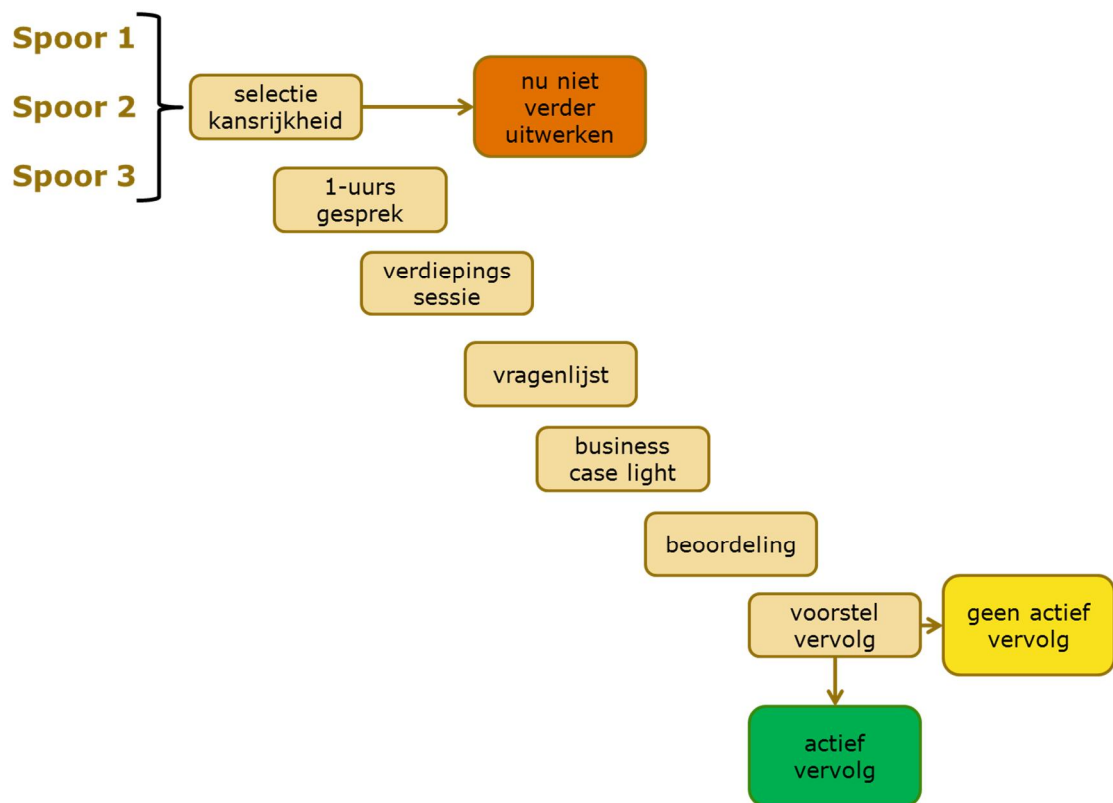 Spoor 1
Spoor 2
Spoor 3
selectie
kansrijkheid
nu niet
verder
uitwerken
1-uurs
gesprek
verdiepings
sessie
vragenlijst
business
case light
beoordeling
voorstel
vervolg
geen actief
vervolg
actief
vervolg